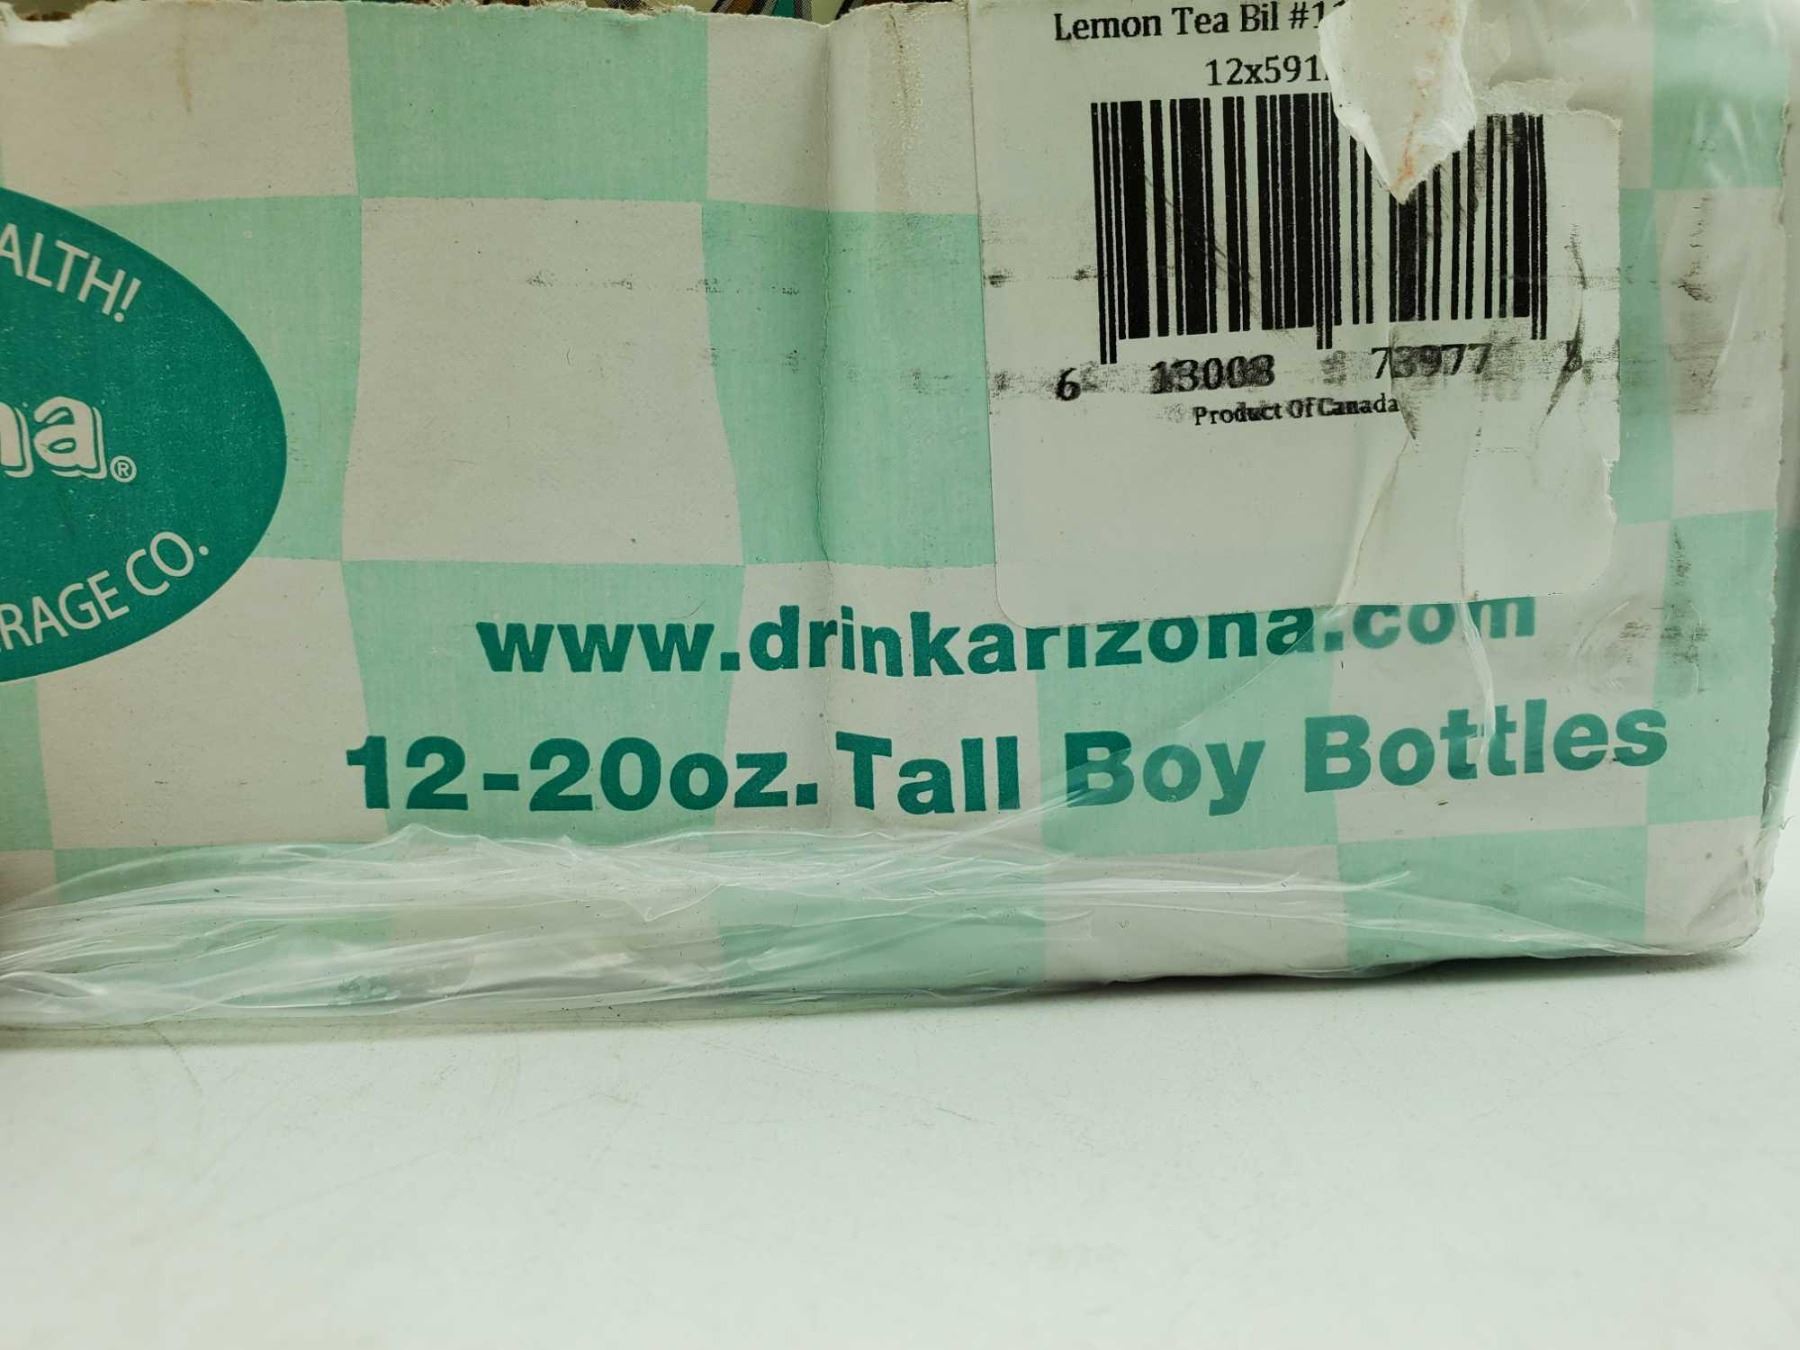 Lemon Tea Bil
12x591
6 13008 73977
Product Of Canada
ALTH!
na®
RAGE CO.
www.drinkarizona.com
12-20oz. Tall Boy Bottles